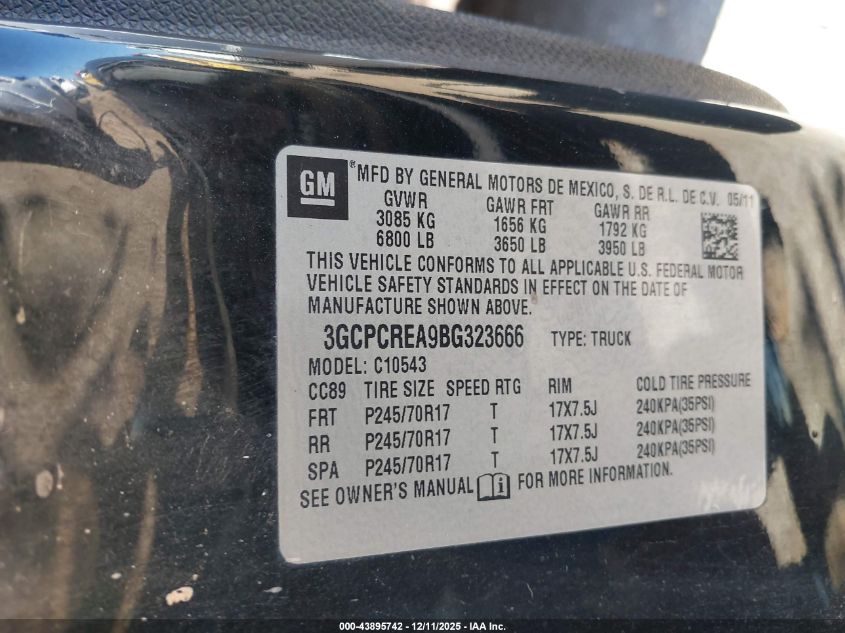 GM
®MFD BY GENERAL MOTORS DE MEXICO, S. DE R.L. DE C.V. 05/11
GVWR GAWR FRT GAWR RR
3085 KG 1656 KG 1792 KG
6800 LB 3650 LB 3950 LB
THIS VEHICLE CONFORMS TO ALL APPLICABLE U.S. FEDERAL MOTOR
VEHICLE SAFETY STANDARDS IN EFFECT ON THE DATE OF
MANUFACTURE SHOWN ABOVE.
3GCPCREA9BG323666 TYPE: TRUCK
MODEL: C10543
CC89 TIRE SIZE SPEED RTG RIM COLD TIRE PRESSURE
FRT P245/70R17 T 17X7.5J 240KPA(35PSI)
RR P245/70R17 T 17X7.5J 240KPA(35PSI)
SPA P245/70R17 T 17X7.5J 240KPA(35PSI)
SEE OWNER'S MANUAL FOR MORE INFORMATION.
000-43895742 - 12/11/2025 - IAA Inc.